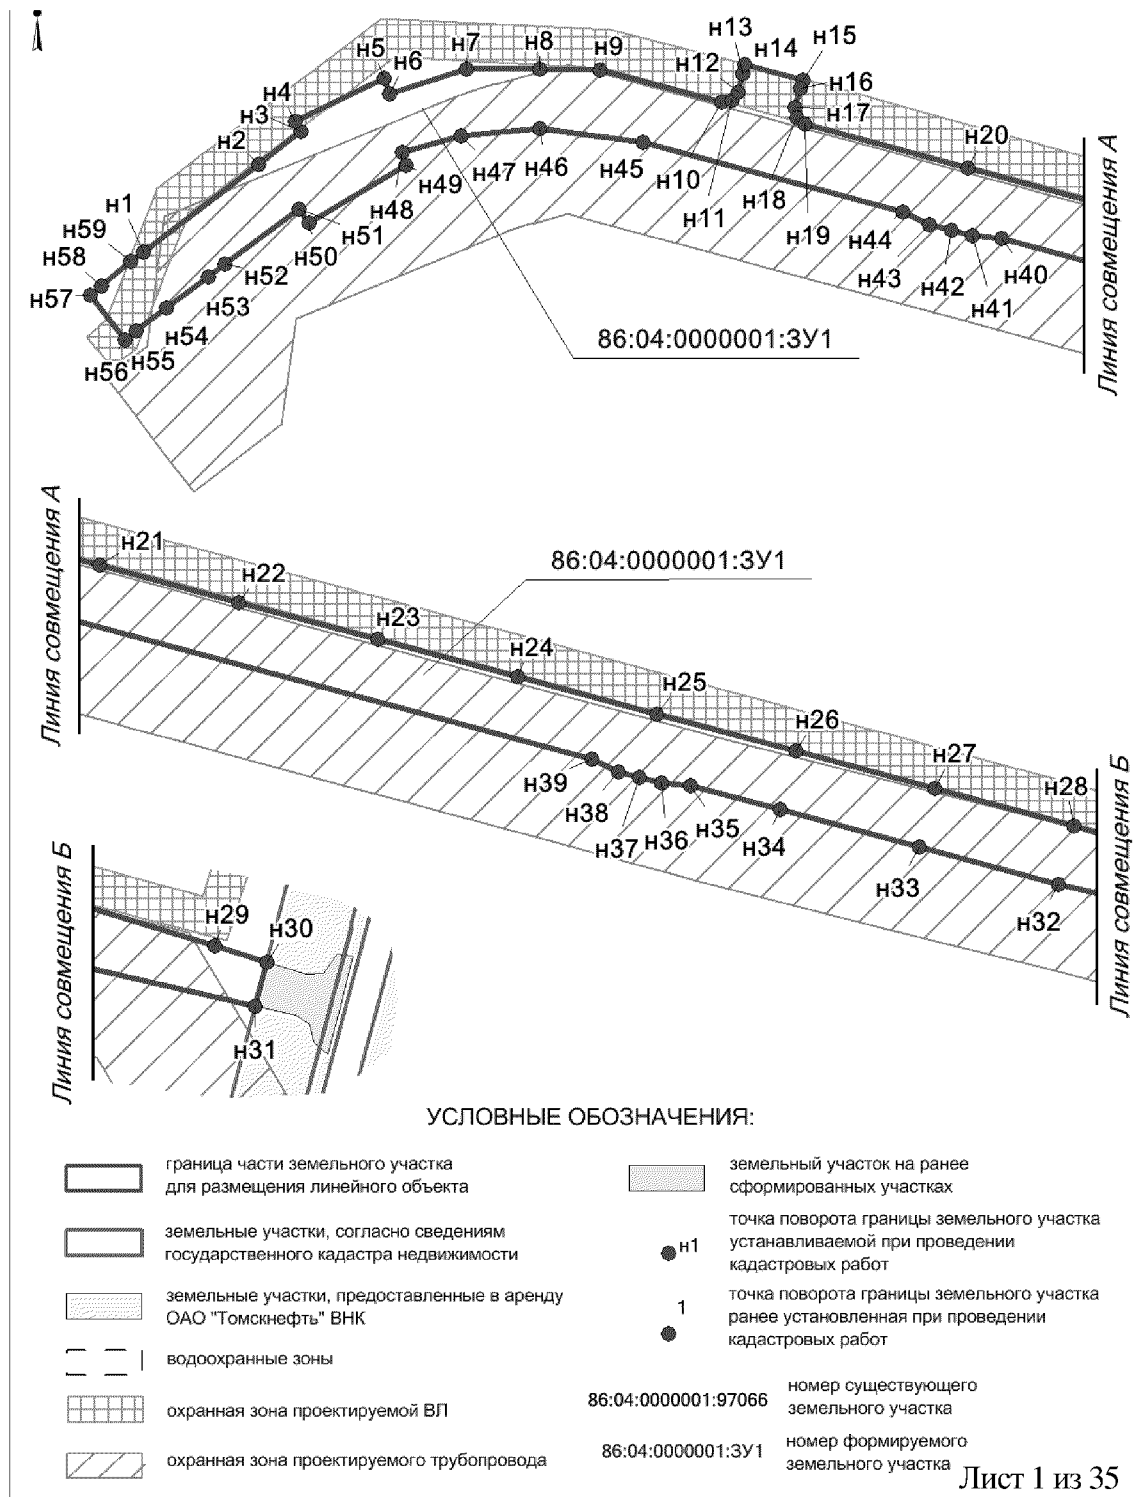 н13
н15
н14
н7
н8
н9
н5
н6
н12
н16
н4
н3
н17
н2
н20
н1
н59
н58
н57
н56
н55
н54
н53
н52
н51
н50
н49
н48
н47
н46
н45
н10
н11
н18
н19
н44
н43
н42
н41
н40
86:04:0000001:ЗУ1
Линия совмещения А
Линия совмещения А
н21
н22
н23
н24
н25
н26
н27
н28
86:04:0000001:ЗУ1
н39
н38
н37
н36
н35
н34
н33
н32
Линия совмещения Б
Линия совмещения Б
н29
н30
н31
УСЛОВНЫЕ ОБОЗНАЧЕНИЯ:
граница части земельного участка
для размещения линейного объекта
земельные участки, согласно сведениям
государственного кадастра недвижимости
земельные участки, предоставленные в аренду
ОАО "Томскнефть" ВНК
водоохранные зоны
охранная зона проектируемой ВЛ
охранная зона проектируемого трубопровода
земельный участок на ранее
сформированных участках
н1
точка поворота границы земельного участка
устанавливаемой при проведении
кадастровых работ
1
точка поворота границы земельного участка
ранее установленная при проведении
кадастровых работ
86:04:0000001:97066
номер существующего
земельного участка
86:04:0000001:ЗУ1
номер формируемого
земельного участка
Лист 1 из 35